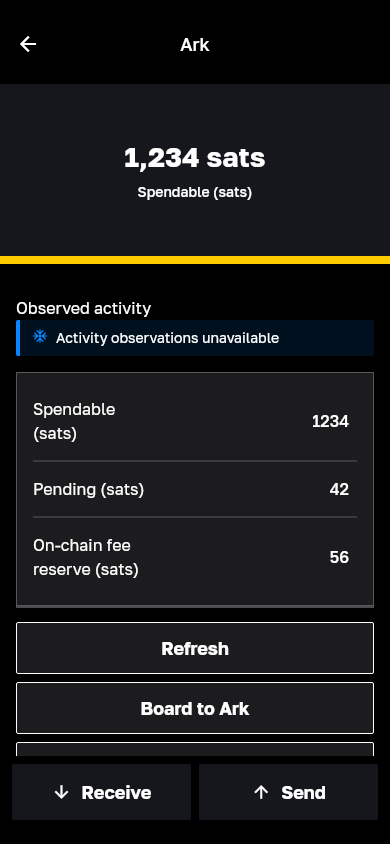 Ark
1,234 sats
Spendable (sats)
Observed activity
Activity observations unavailable
Spendable
(sats)
1234
Pending (sats)
42
On-chain fee
reserve (sats)
56
Refresh
Board to Ark
Receive
Send